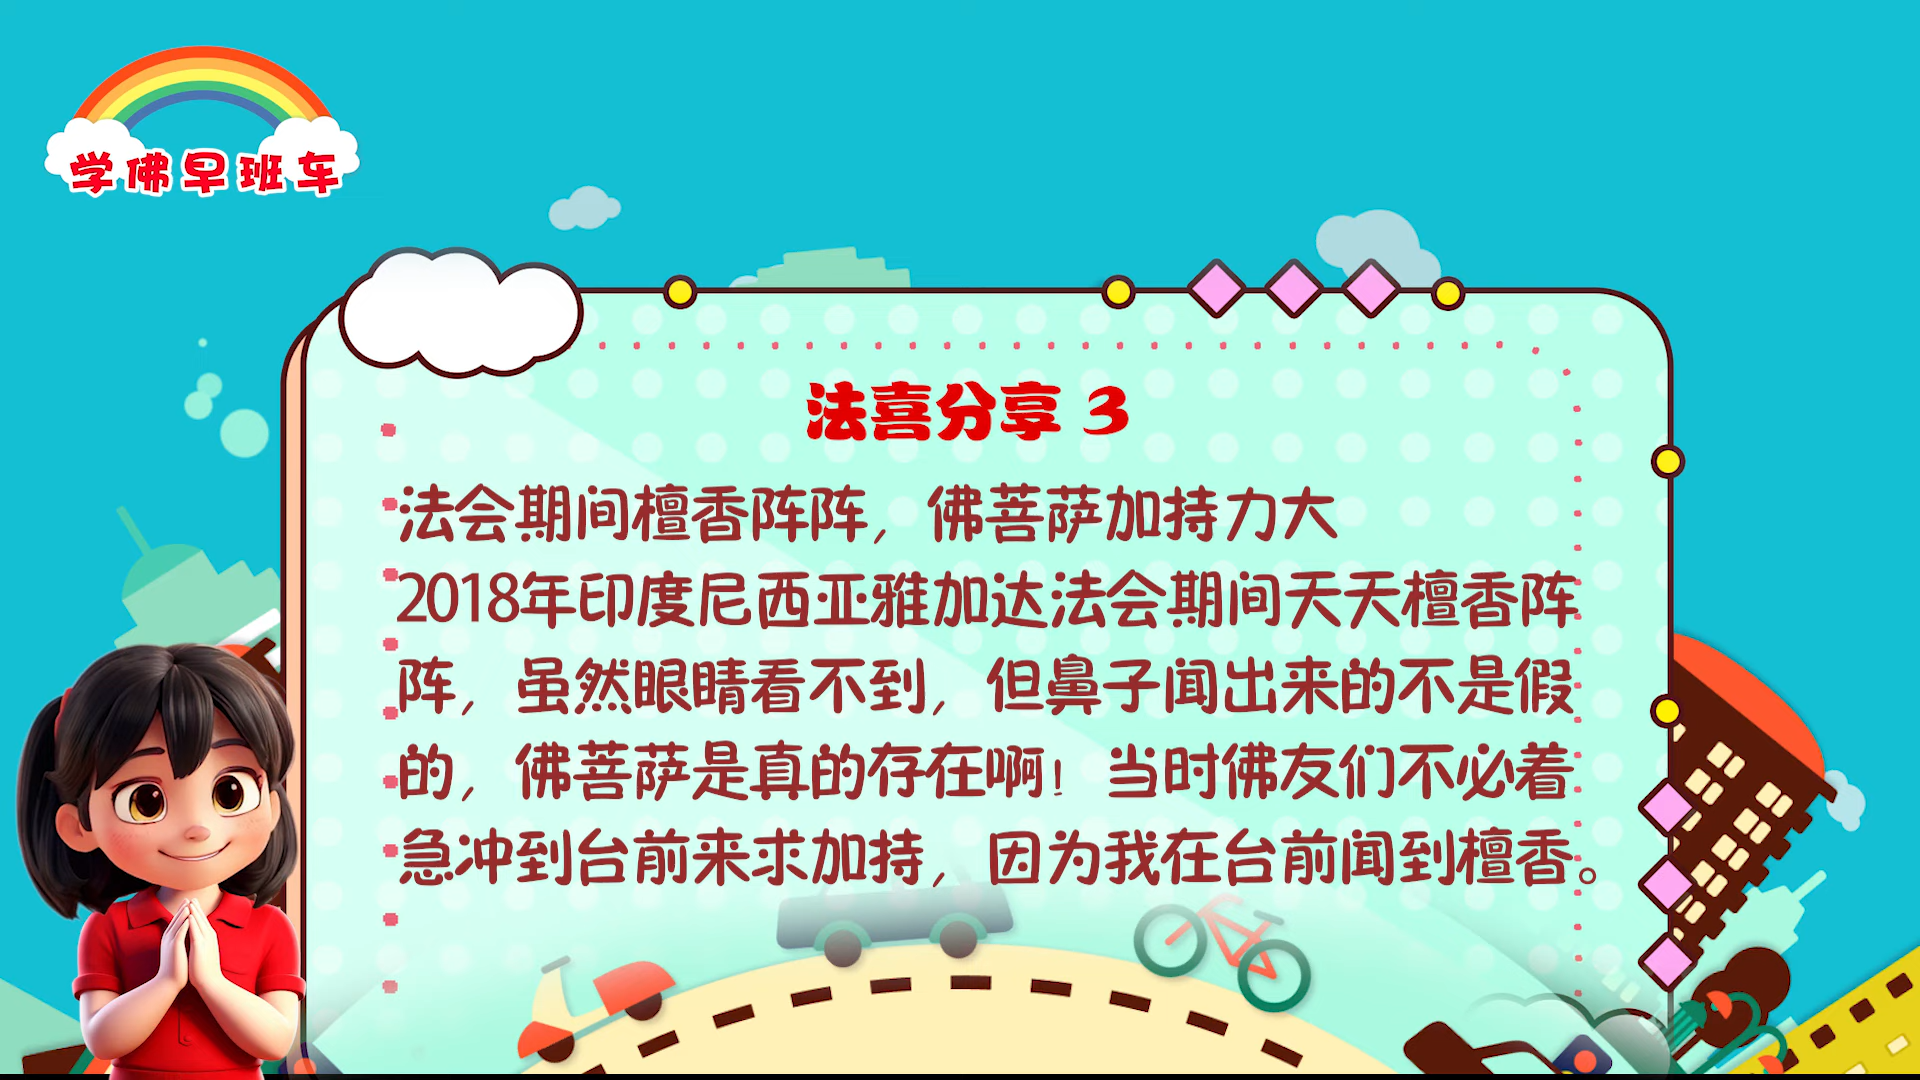 学佛早班车
法喜分享 3
法会期间檀香阵阵，佛菩萨加持力大
2018年印度尼西亚雅加达法会期间天天檀香阵
阵，虽然眼睛看不到，但鼻子闻出来的不是假
的，佛菩萨是真的存在啊！当时佛友们不必着
急冲到台前来求加持，因为我在台前闻到檀香。